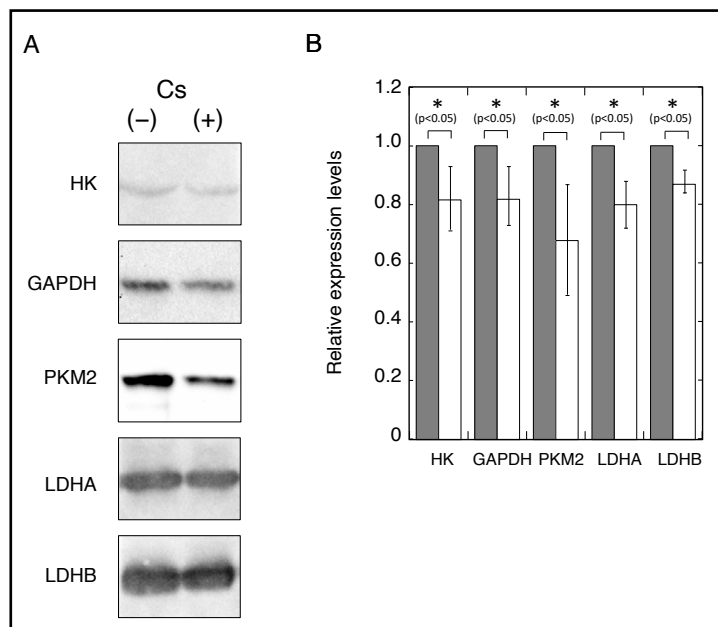 A
Cs
(−) (+)
HK
GAPDH
PKM2
LDHA
LDHB
B
Relative expression levels
1.2
1.0
0.8
0.6
0.4
0.2
0
* * * * *
(p<0.05) (p<0.05) (p<0.05) (p<0.05) (p<0.05)
HK GAPDH PKM2 LDHA LDHB